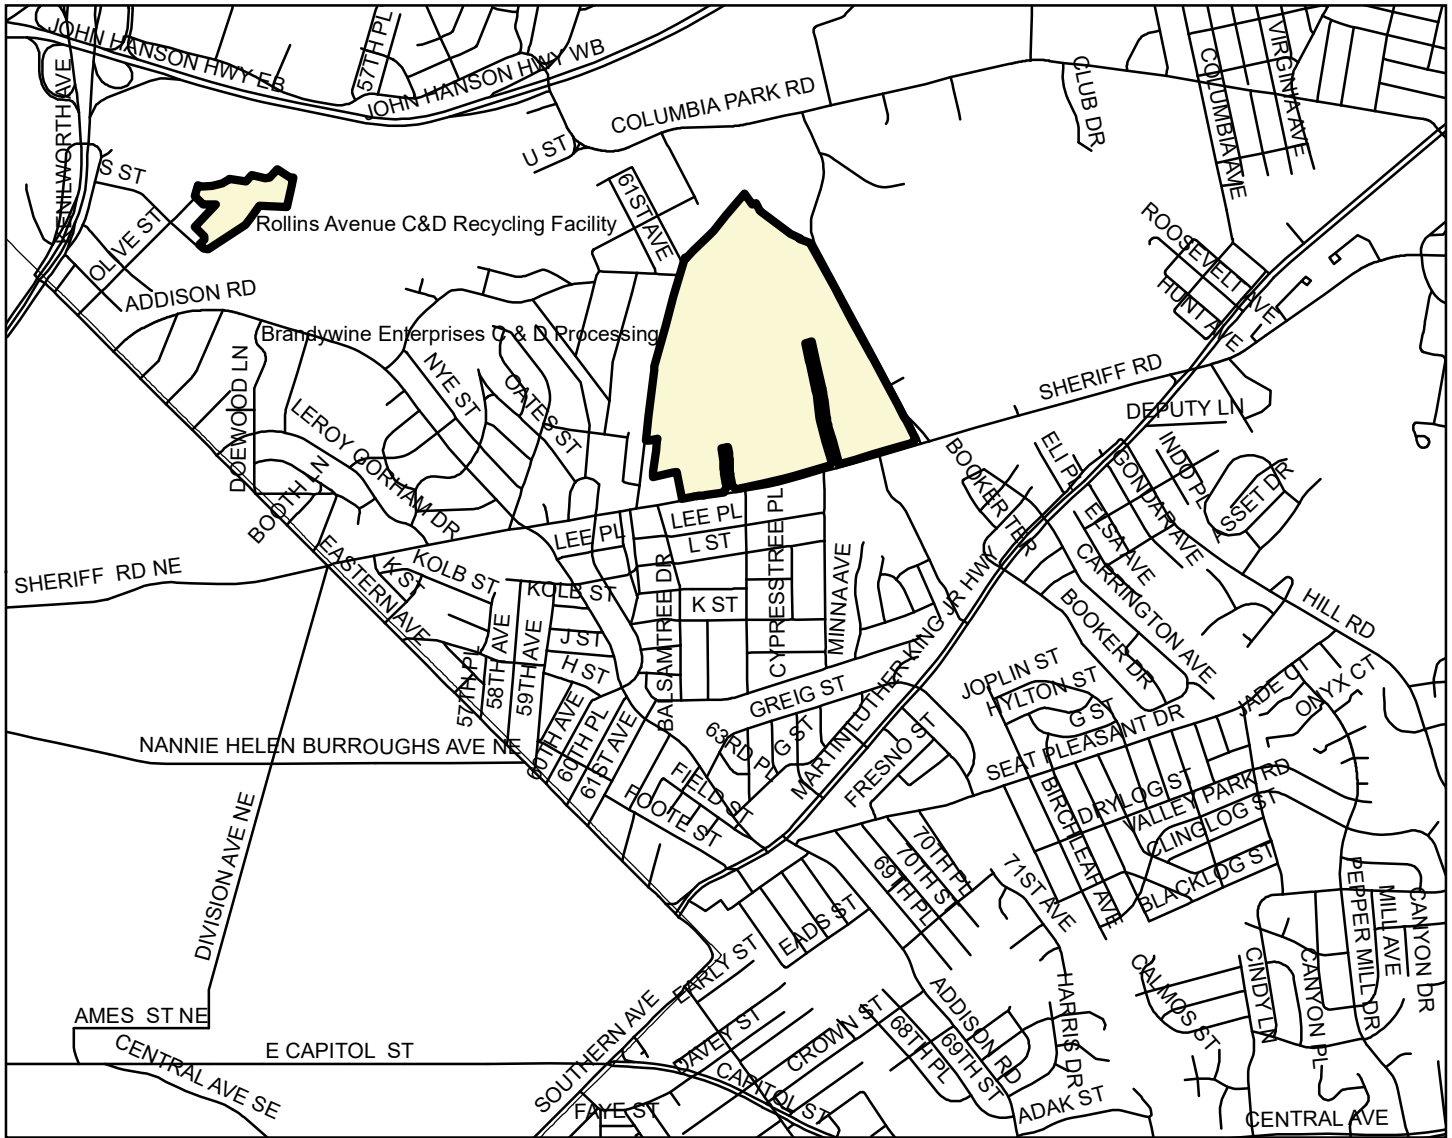 JOHN HANSON HWY EB
57TH PL
JOHN HANSON HWY WB
COLUMBIA PARK RD
CLUB DR
COLUMBIA AVE
VIRGINIA AVE
KENILWORTH AVE
S ST
U ST
61ST AVE
Rollins Avenue C&D Recycling Facility
OLIVE ST
ROOSEVELT AVE
HUNT AVE
ADDISON RD
Brandywine Enterprises C & D Processing
DOEWOOD LN
NYE ST
OATES ST
SHERIFF RD
DEPUTY LN
LEROY GORHAM DR
BOOTH LN
BOOKER TER
ELI PL
GONDAR AVE
INDO PL
ASSET DR
LEE PL
LEE PL
L ST
ELSA AVE
SHERIFF RD NE
EASTERN AVE
K ST
KOLB ST
KOLB ST
K ST
BALSAMTREE DR
CYPRESSTREE PL
MINNA AVE
CARRINGTON AVE
BOOKER DR
HILL RD
J ST
H ST
57TH PL
58TH AVE
59TH AVE
MARTIN LUTHER KING JR HWY
JOPLIN ST
HYLTON ST
G ST
JADE CT
ONYX CT
GREIG ST
SEAT PLEASANT DR
NANNIE HELEN BURROUGHS AVE NE
60TH AVE
60TH PL
61ST AVE
63RD PL
G ST
FRESNO ST
FIELD ST
FOOTE ST
BIRCHLEAF AVE
DRYLOG ST
VALLEY PARK RD
CLINGLOG ST
BLACKLOG ST
DIVISION AVE NE
70TH PL
70TH S
69TH PL
71ST AVE
PEPPER MILL DR
MILL AVE
CANYON DR
EADS ST
EARLY ST
ADDISON RD
HARRIS DR
CALMOS ST
CINDY LN
CANYON PL
AMES ST NE
SOUTHERN AVE
DAVEY ST
CROWN ST
68TH PL
69TH ST
E CAPITOL ST
CENTRAL AVE SE
CAPITOL ST
FAYE ST
ADAK ST
CENTRAL AVE